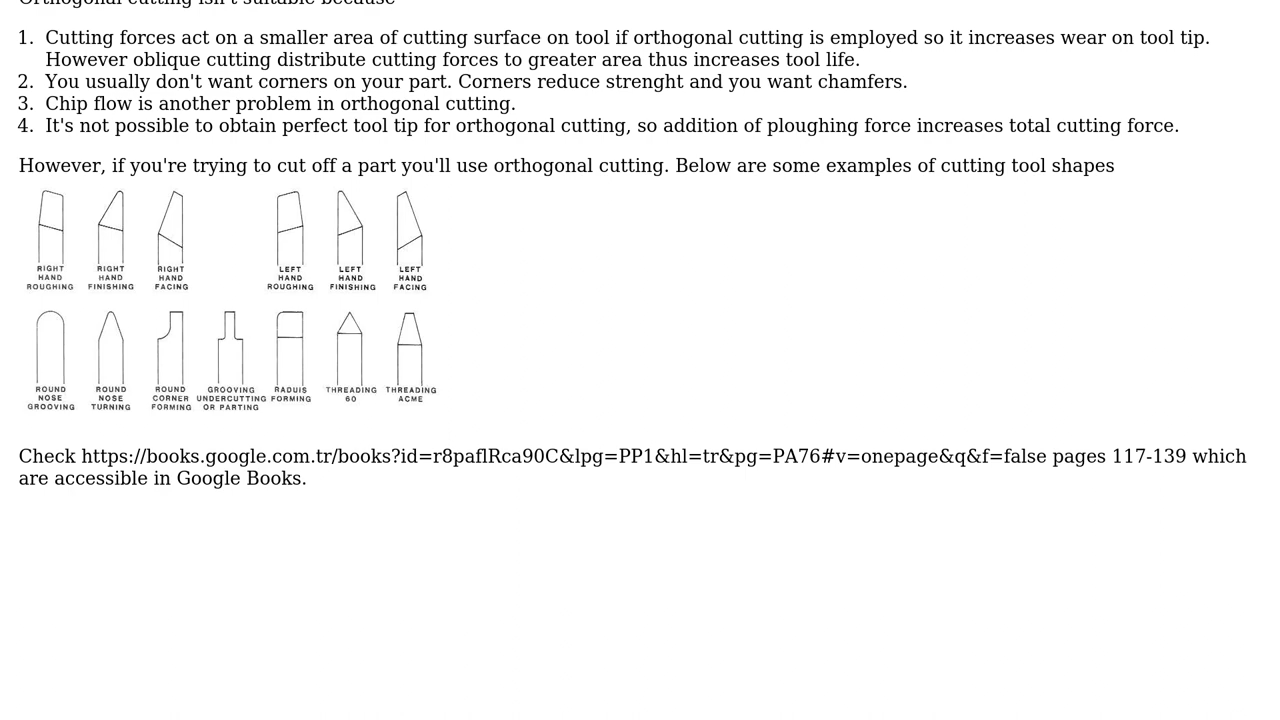 Orthogonal cutting isn't suitable because
1. Cutting forces act on a smaller area of cutting surface on tool if orthogonal cutting is employed so it increases wear on tool tip.
However oblique cutting distribute cutting forces to greater area thus increases tool life.
2. You usually don't want corners on your part. Corners reduce strenght and you want chamfers.
3. Chip flow is another problem in orthogonal cutting.
4. It's not possible to obtain perfect tool tip for orthogonal cutting, so addition of ploughing force increases total cutting force.
However, if you're trying to cut off a part you'll use orthogonal cutting. Below are some examples of cutting tool shapes
RIGHT
HAND
ROUGHING
RIGHT
HAND
FINISHING
RIGHT
HAND
FACING
LEFT
HAND
ROUGHING
LEFT
HAND
FINISHING
LEFT
HAND
FACING
ROUND
NOSE
GROOVING
ROUND
NOSE
TURNING
ROUND
CORNER
FORMING
GROOVING
UNDERCUTTING
OR PARTING
RADUIS
FORMING
THREADING
60
THREADING
ACME
Check https://books.google.com.tr/books?id=r8paflRca90C&lpg=PP1&hl=tr&pg=PA76#v=onepage&q&f=false pages 117-139 which
are accessible in Google Books.